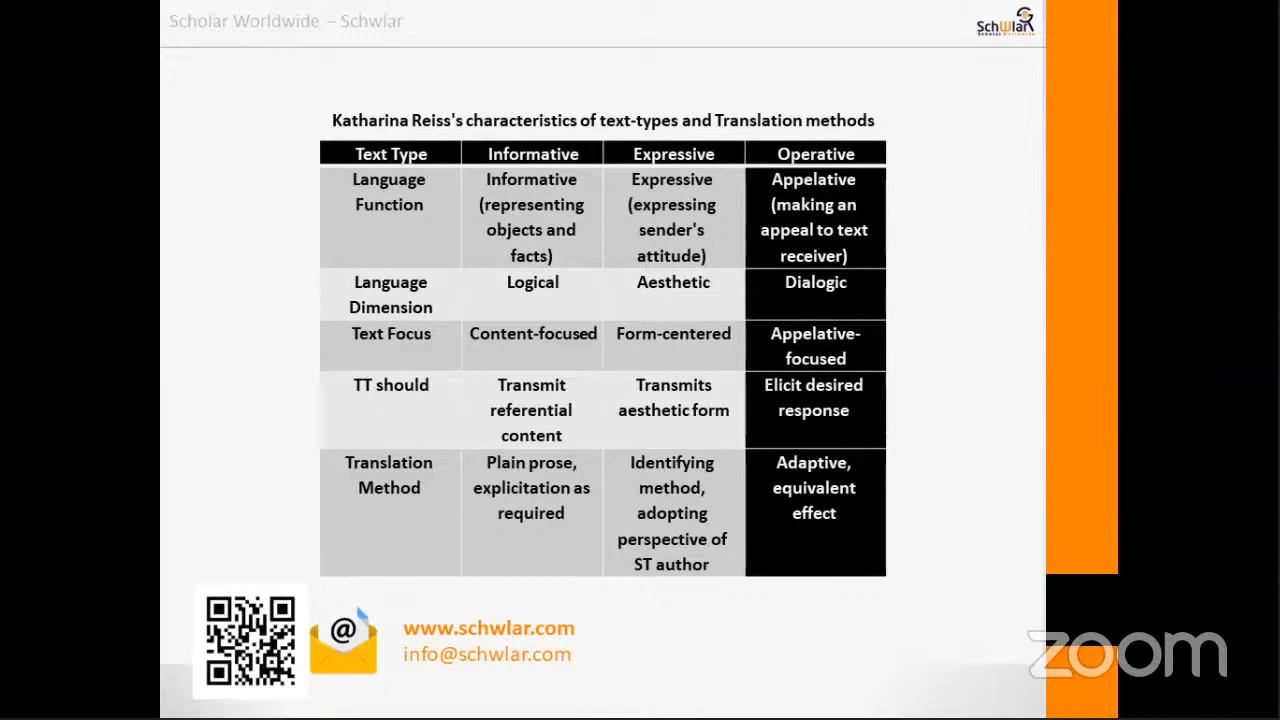 Scholar Worldwide – Schwlar
SchWlar
Scholar Worldwide
Katharina Reiss's characteristics of text-types and Translation methods
Text Type
Informative
Expressive
Operative
Language
Function
Informative
(representing
objects and
facts)
Expressive
(expressing
sender's
attitude)
Appelative
(making an
appeal to text
receiver)
Language
Dimension
Logical
Aesthetic
Dialogic
Text Focus
Content-focused
Form-centered
Appelative-
focused
TT should
Transmit
referential
content
Transmits
aesthetic form
Elicit desired
response
Translation
Method
Plain prose,
explicitation as
required
Identifying
method,
adopting
perspective of
ST author
Adaptive,
equivalent
effect
@
www.schwlar.com
info@schwlar.com
zoom